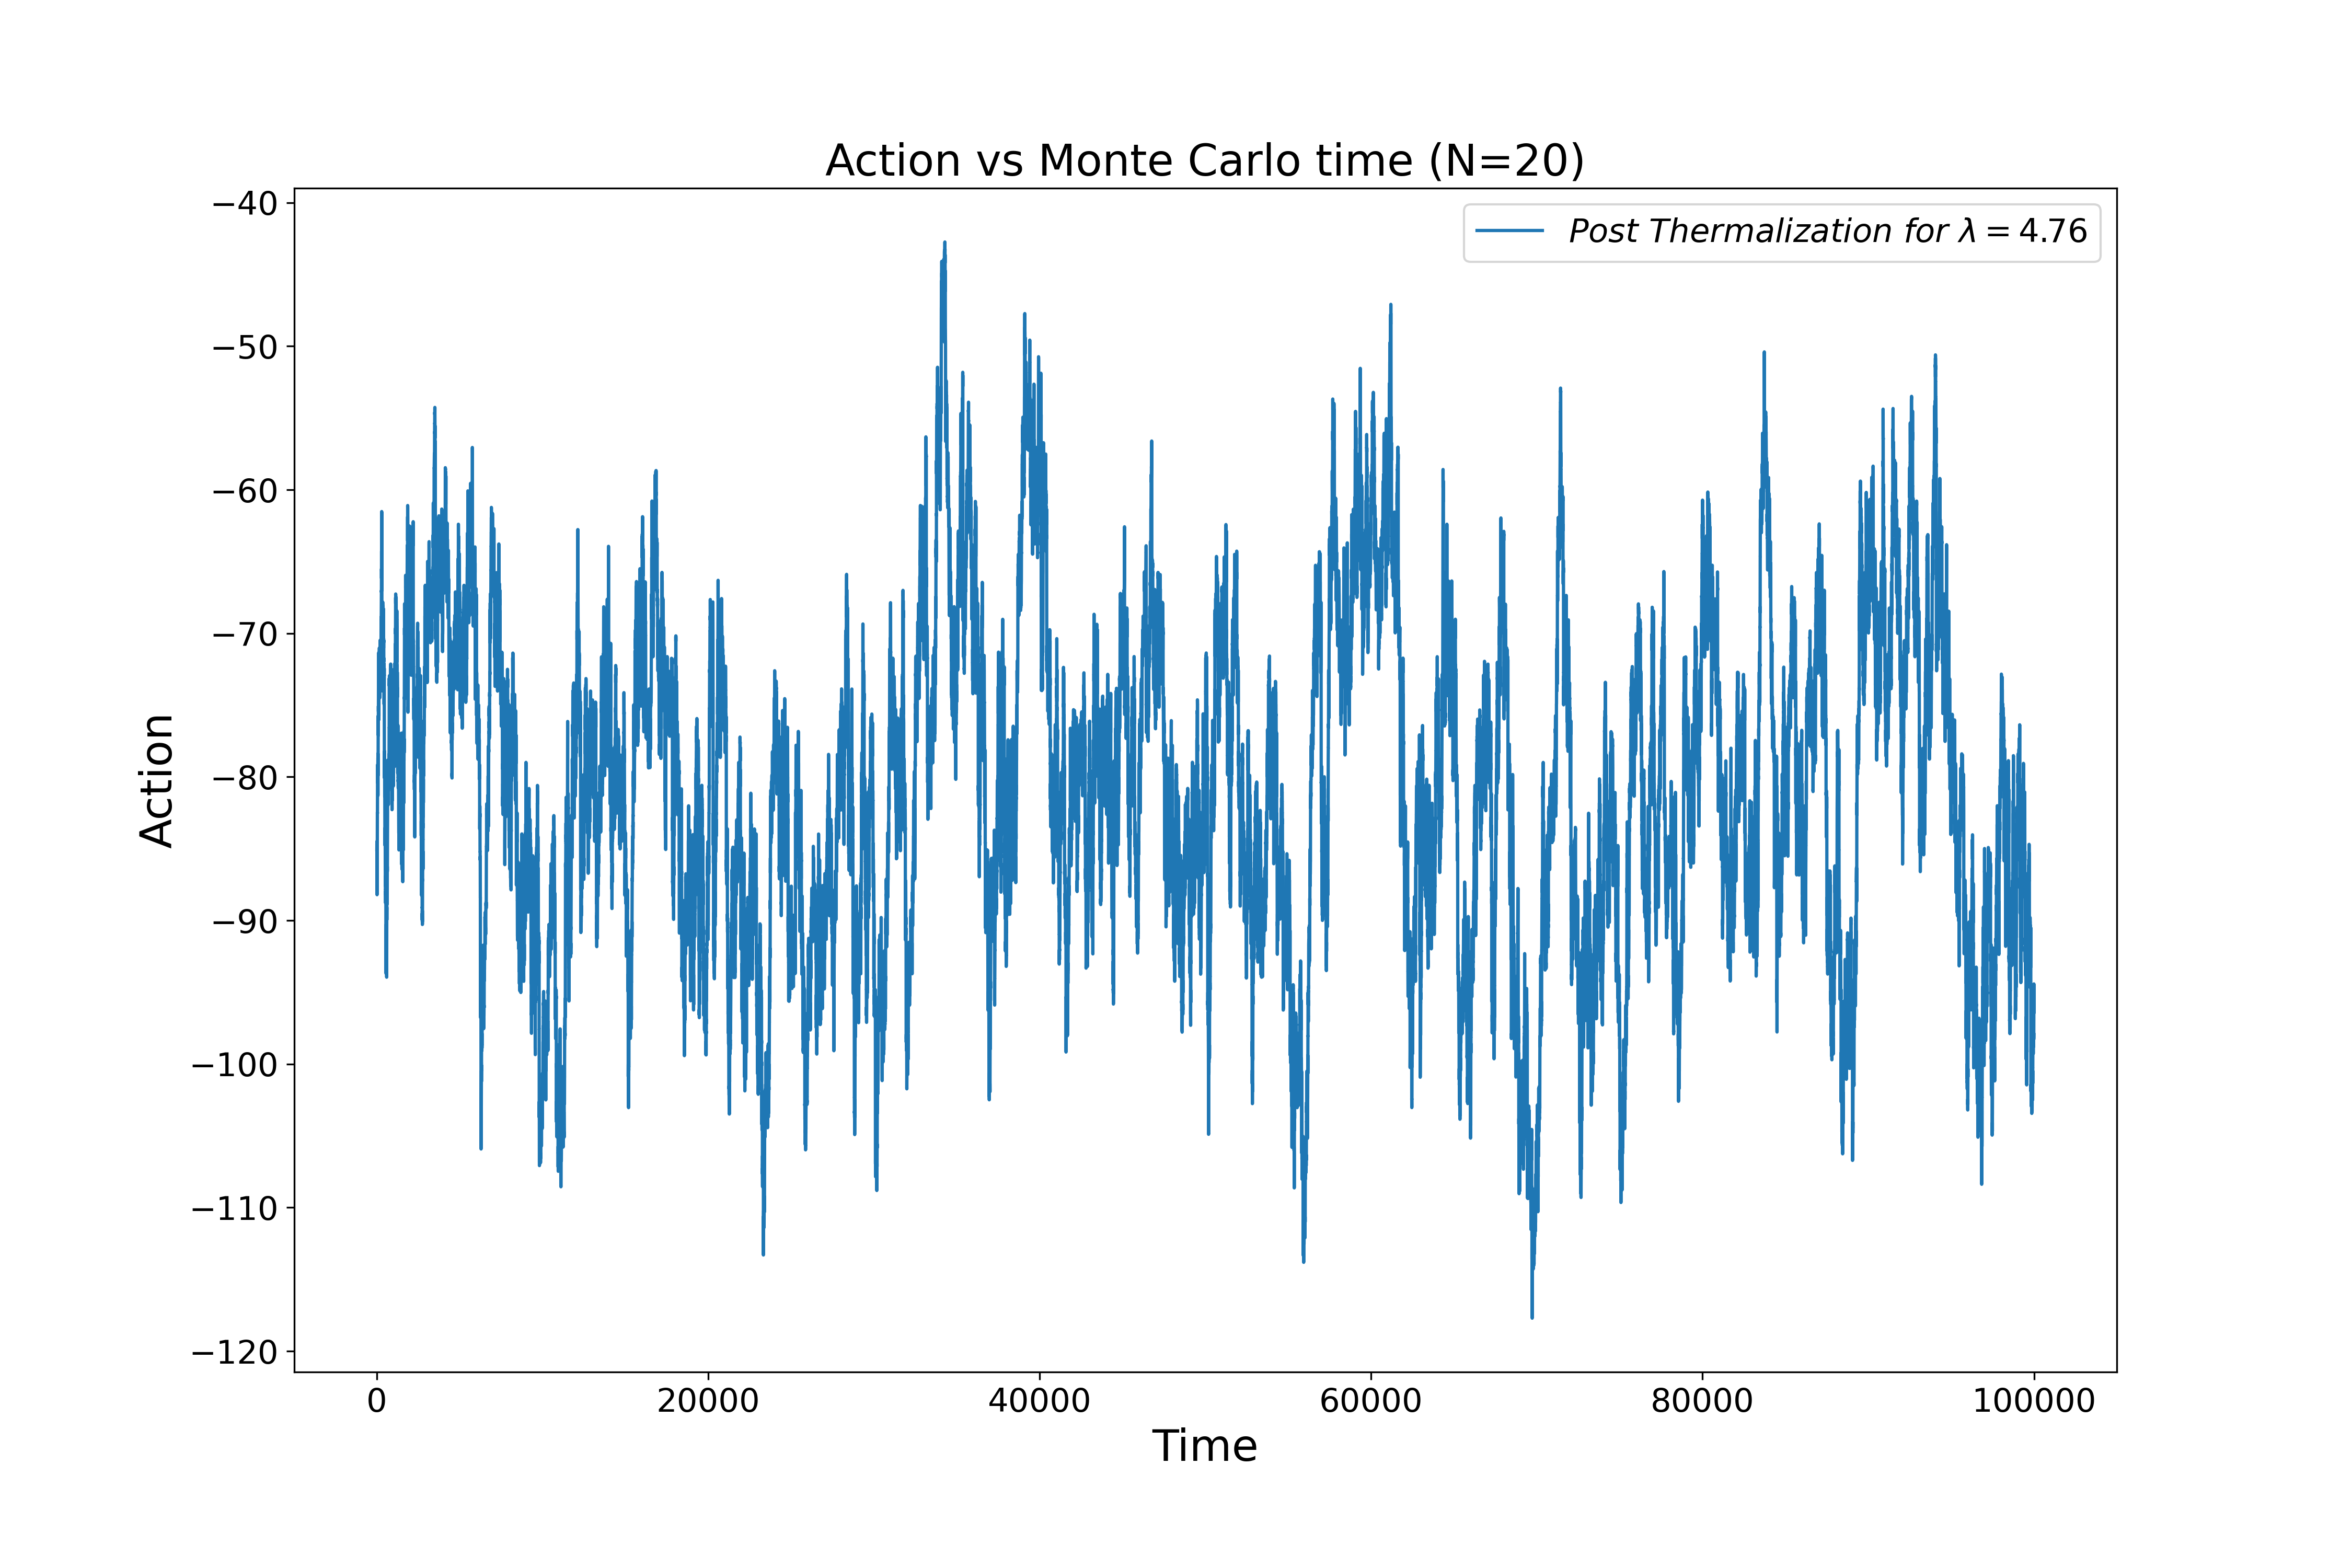 Action vs Monte Carlo time (N=20)
Post Thermalization for λ = 4.76
Action
−40
−50
−60
−70
−80
−90
−100
−110
−120
0 20000 40000 60000 80000 100000
Time